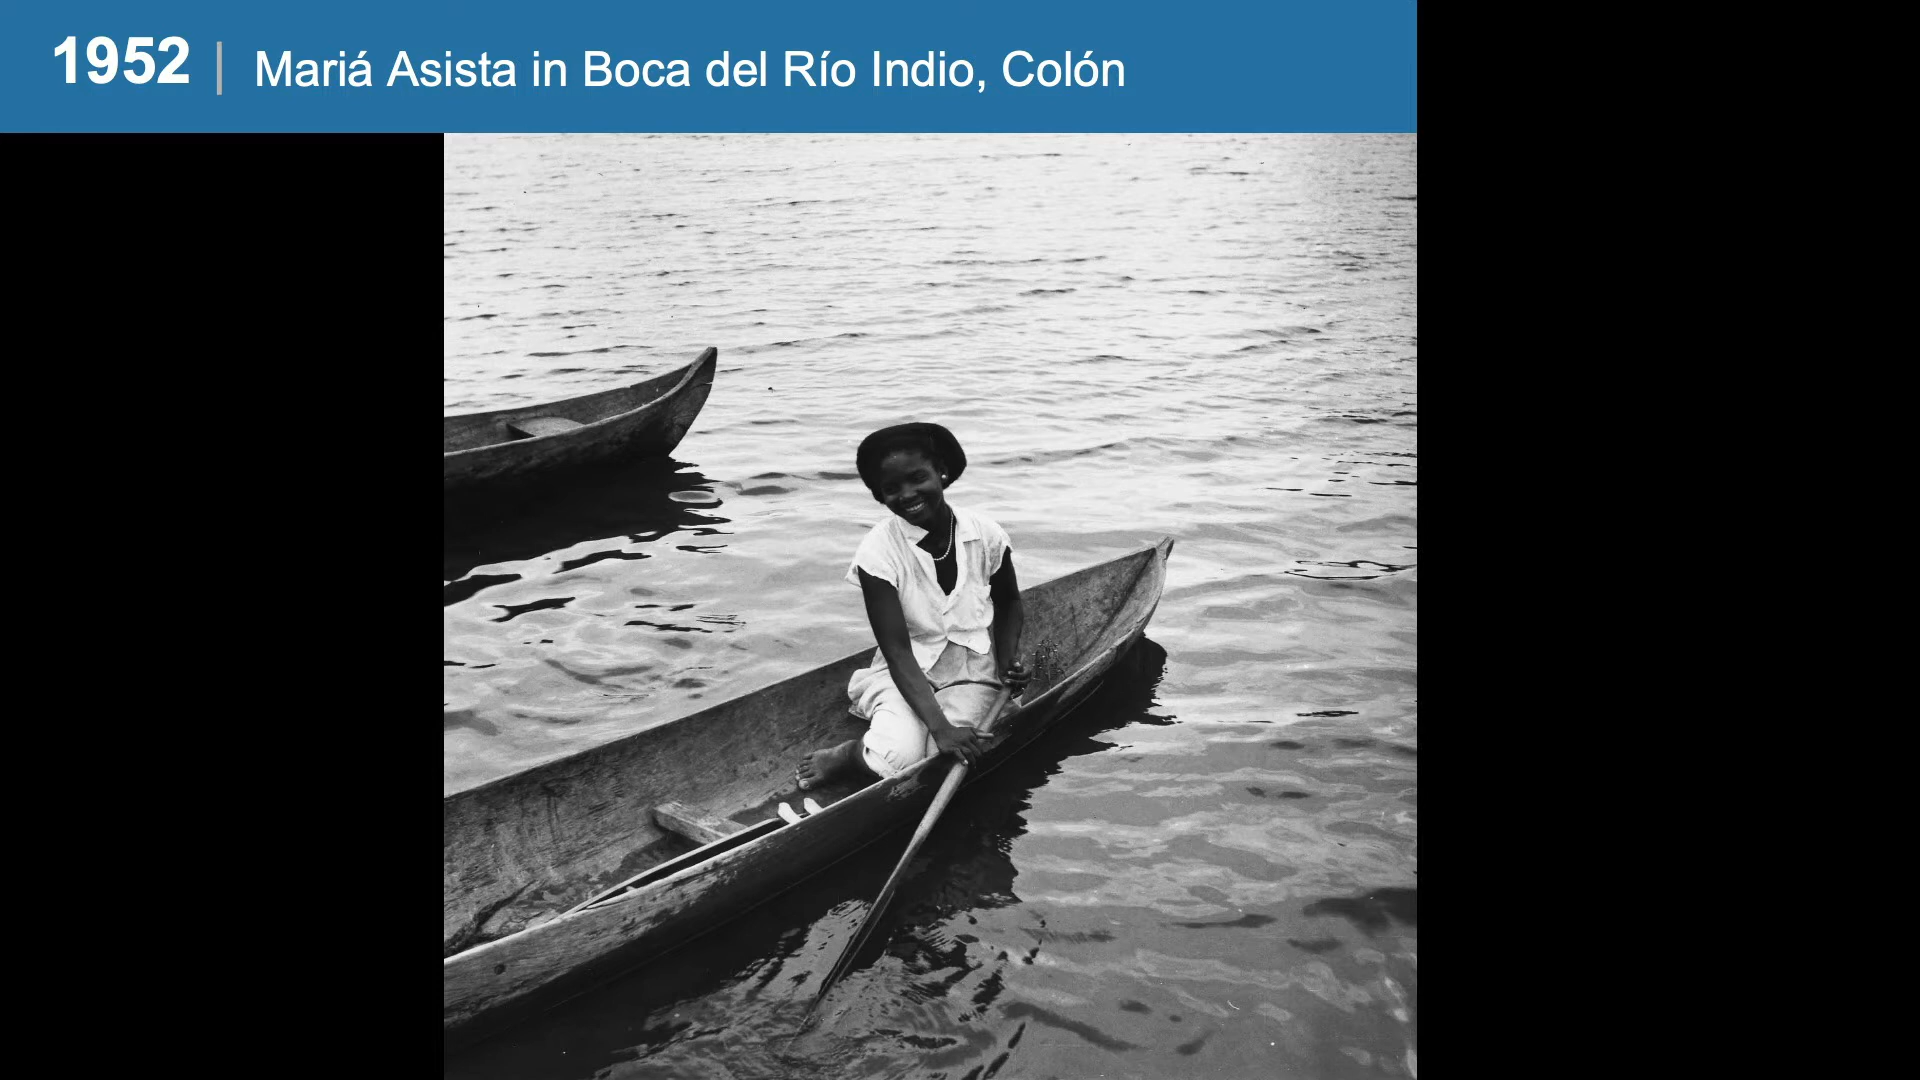 1952 | Mariá Asista in Boca del Río Indio, Colón